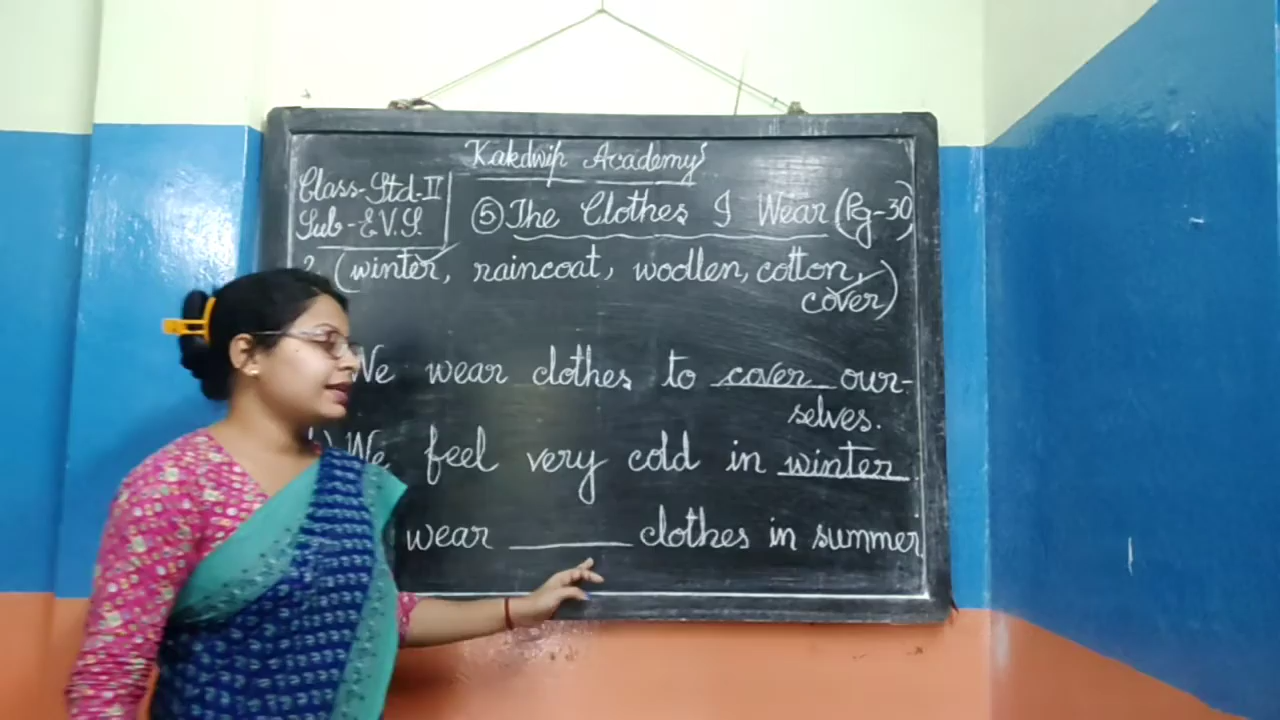 Kakdwip Academy
Class-Std-II
Sub-E.V.S.
⑤ The Clothes I Wear (Pg-30)
? (winter, raincoat, woollen, cotton,
cover)
We wear clothes to cover our-
selves.
We feel very cold in winter
wear ______ clothes in summer